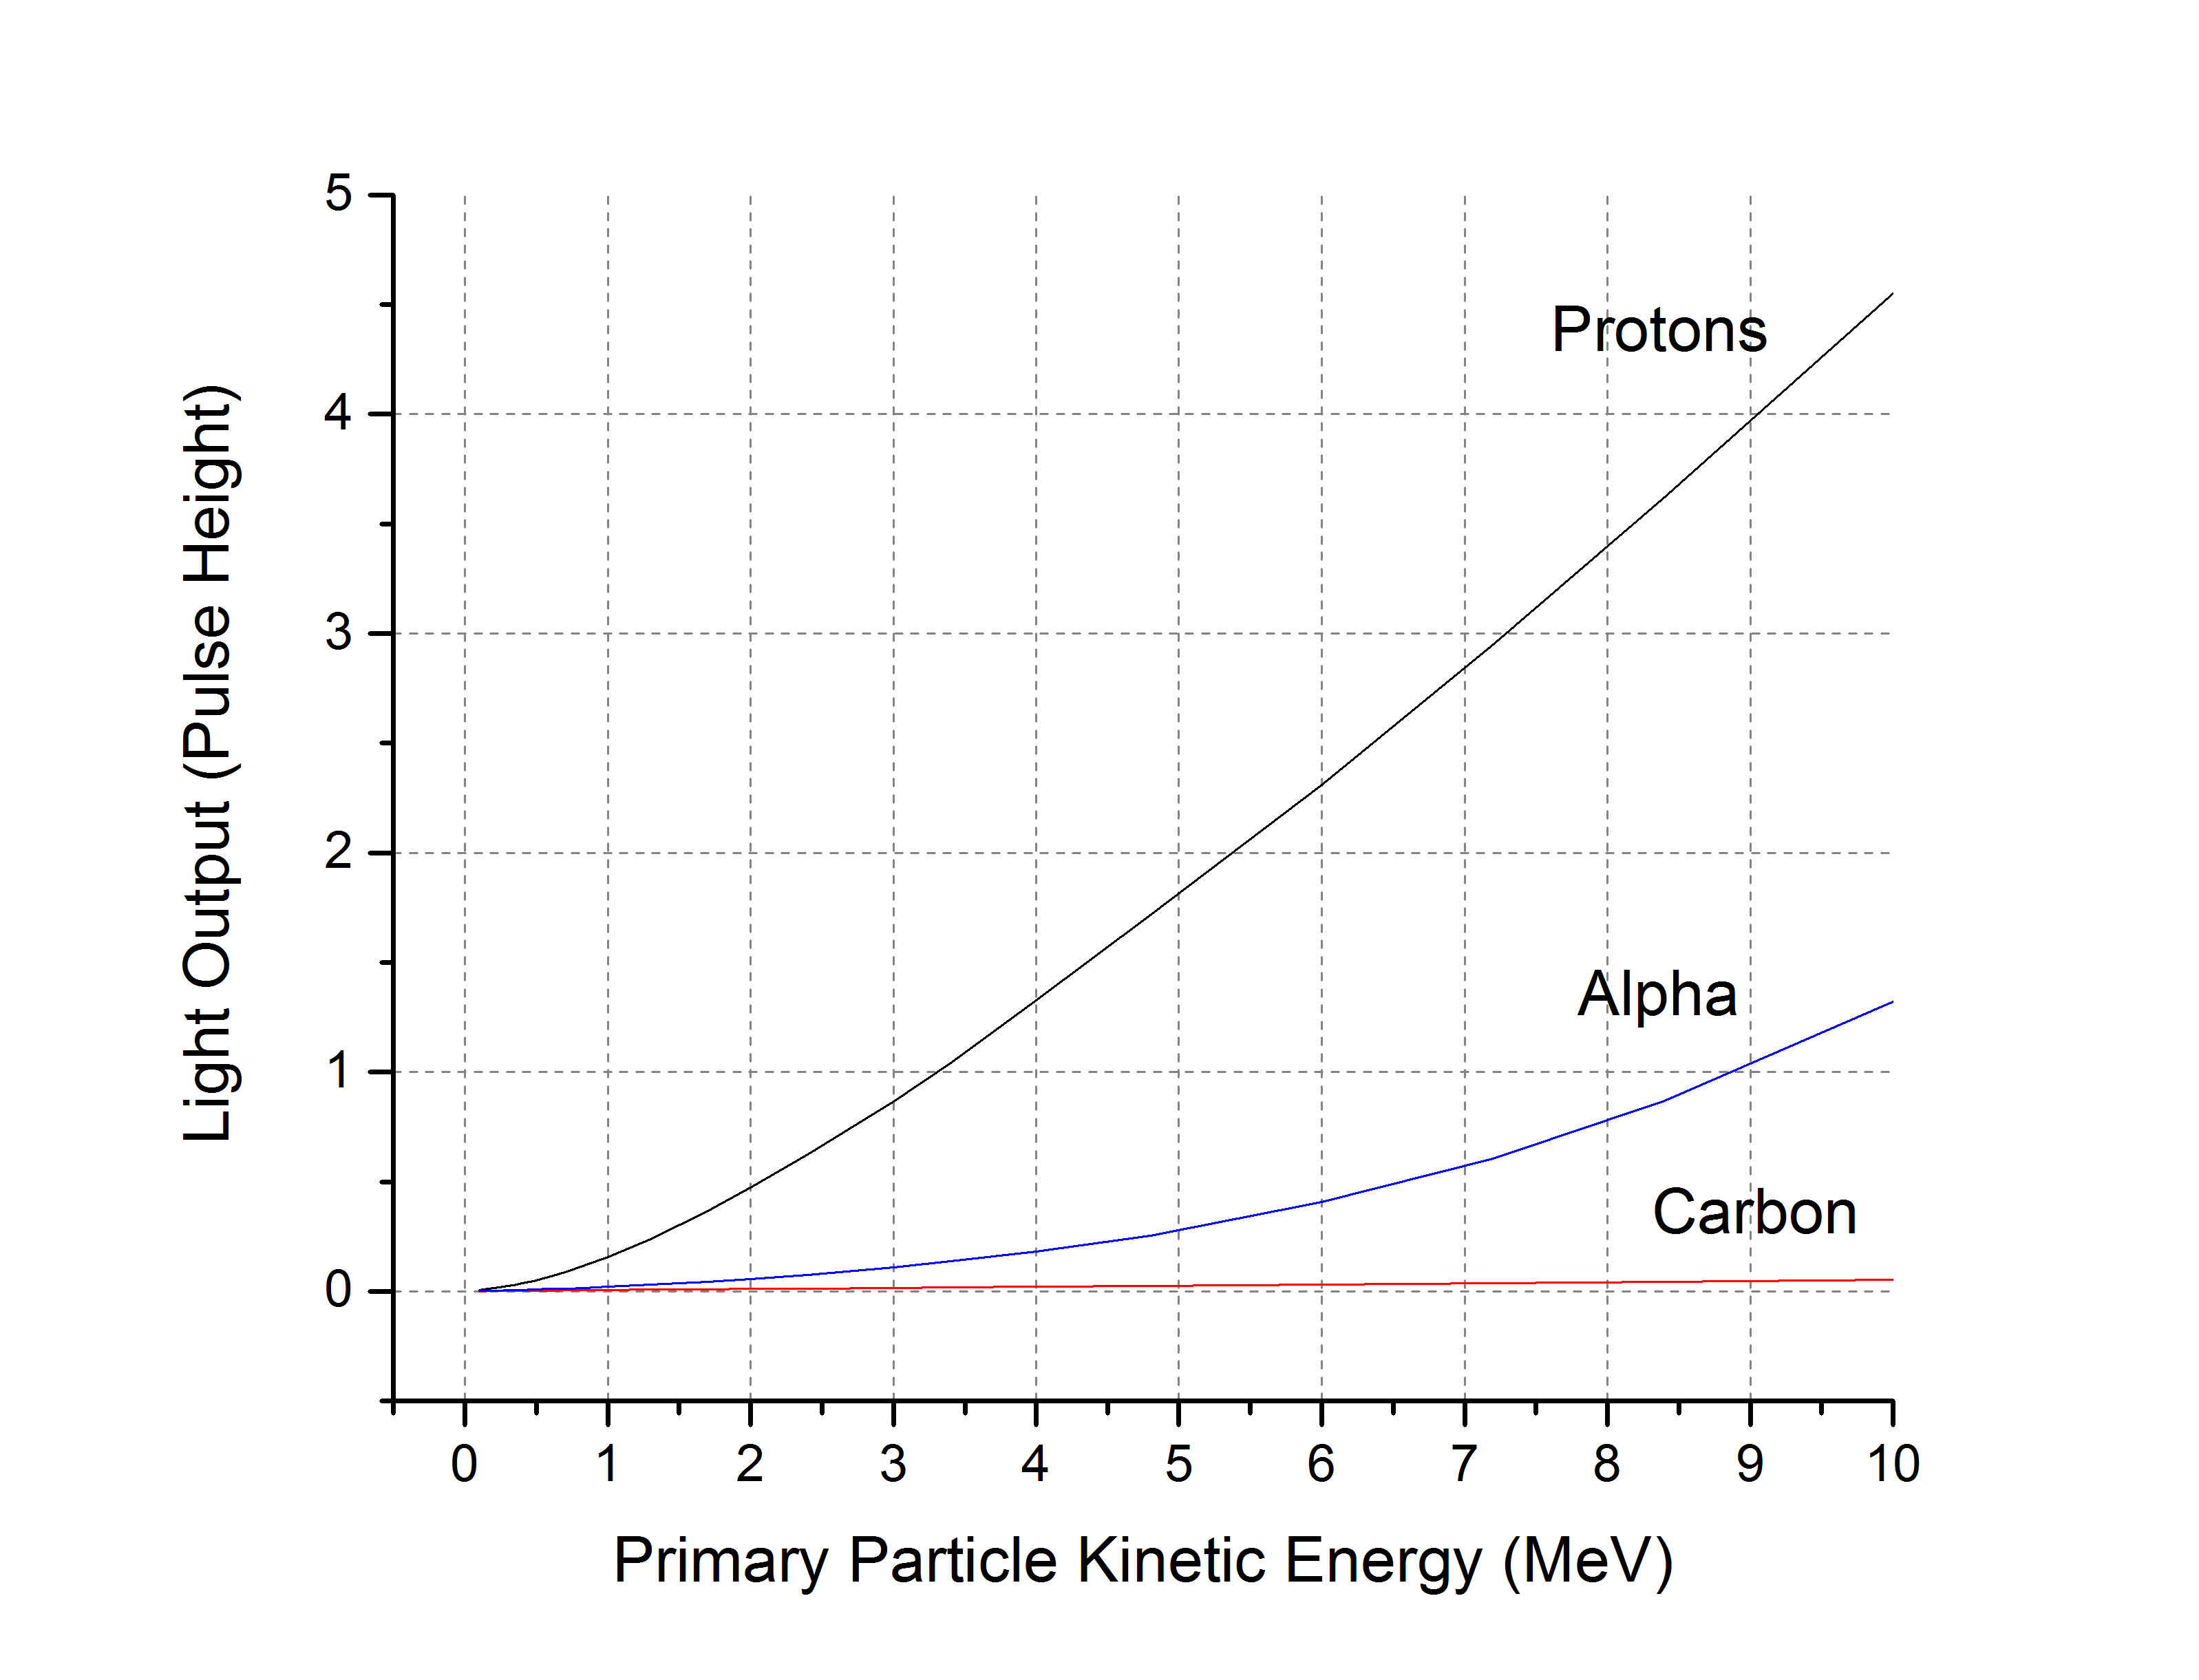 5
4
3
2
1
0
Light Output (Pulse Height)
Protons
Alpha
Carbon
0 1 2 3 4 5 6 7 8 9 10
Primary Particle Kinetic Energy (MeV)